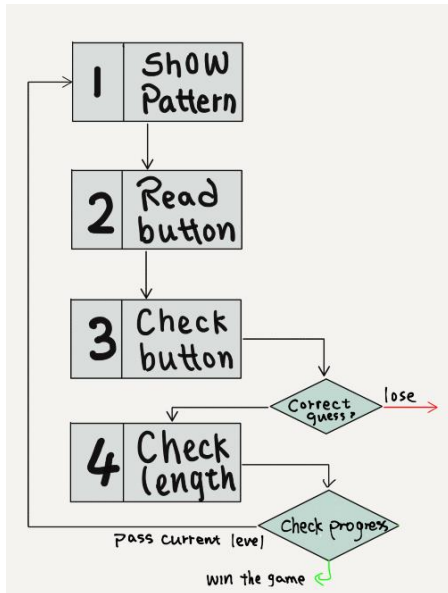 1
Show
Pattern
2
Read
button
3
Check
button
Correct
guess?
lose
4
Check
length
Check progress
Pass current level
win the game